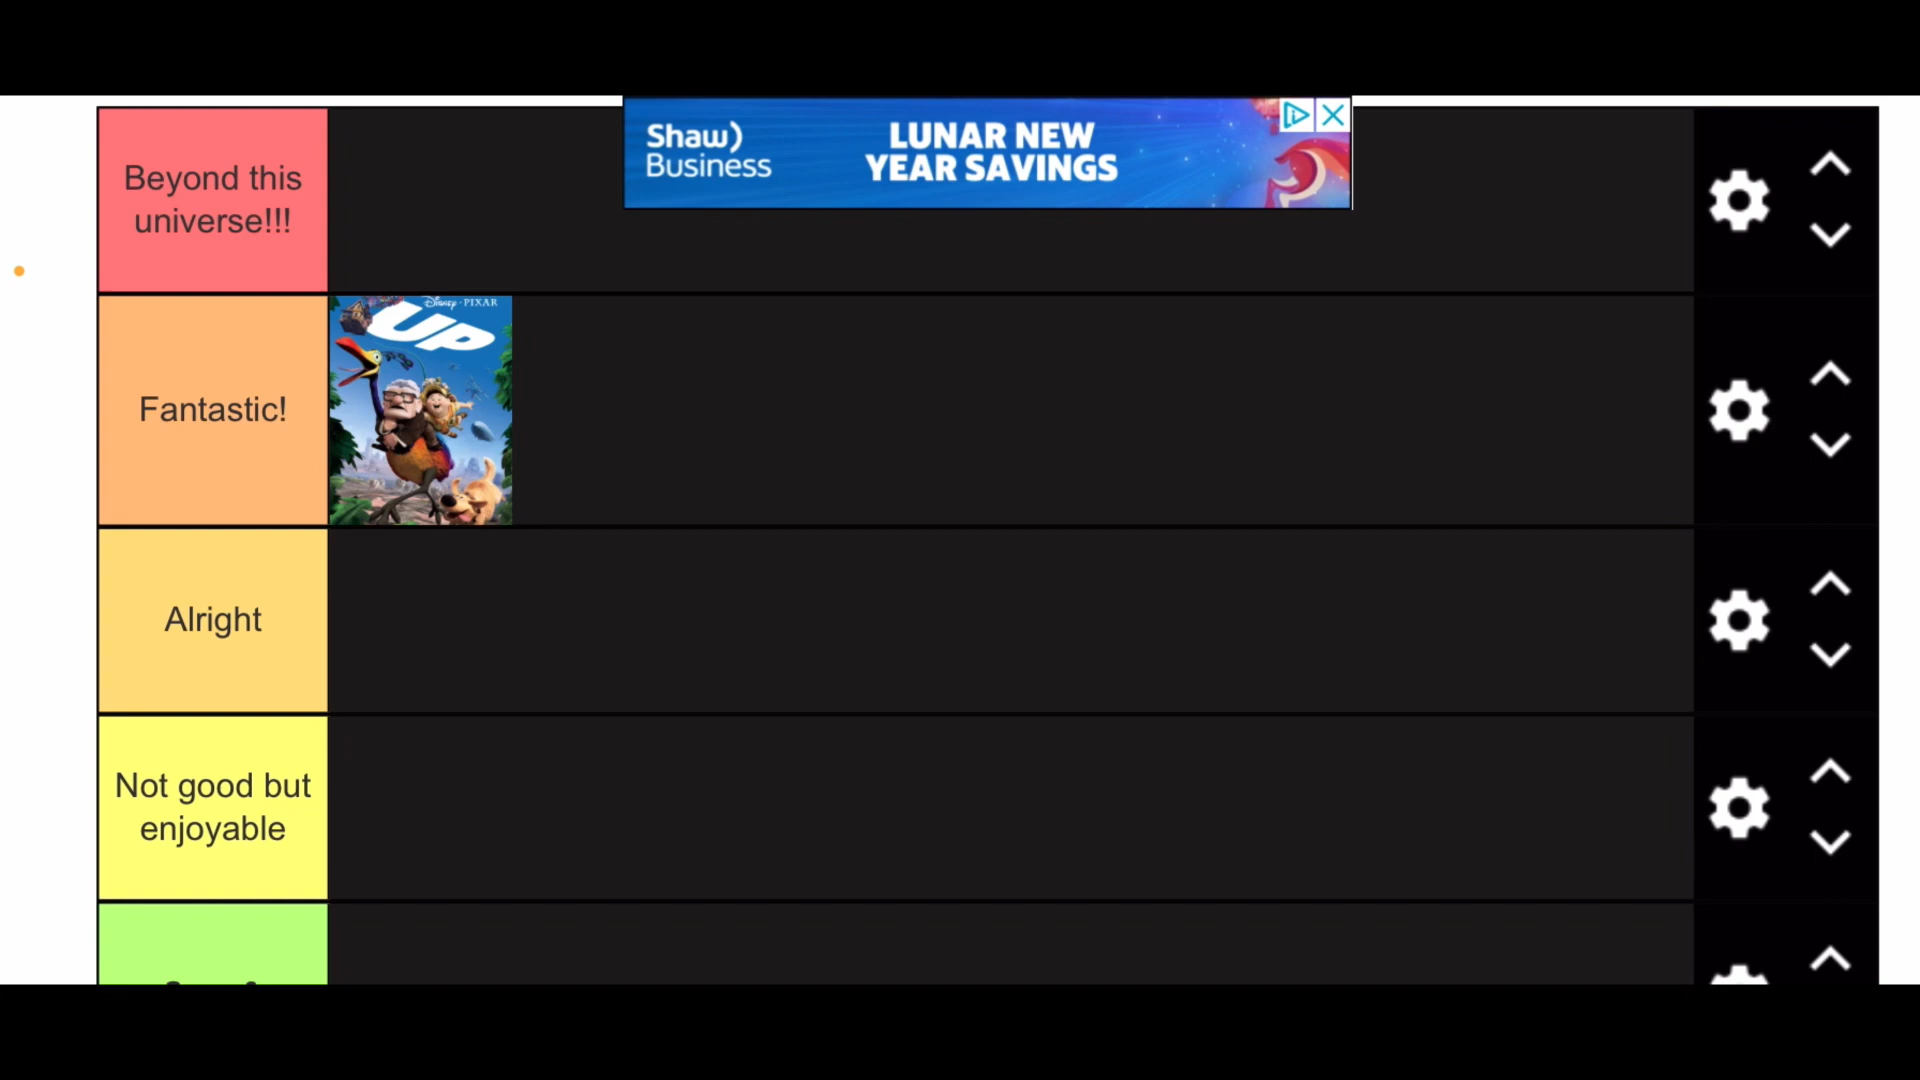 Beyond this
universe!!!
Shaw)
Business
LUNAR NEW
YEAR SAVINGS
Fantastic!
Disney·PIXAR
UP
Alright
Not good but
enjoyable